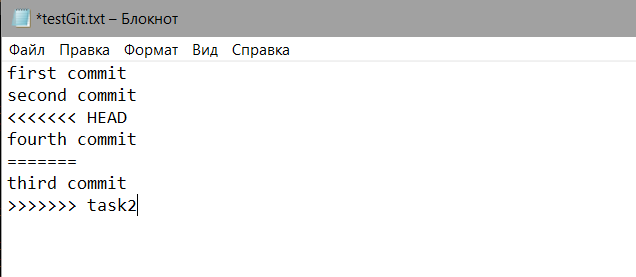 *testGit.txt – Блокнот
Файл Правка Формат Вид Справка
first commit
second commit
<<<<<<< HEAD
fourth commit
=======
third commit
>>>>>>> task2